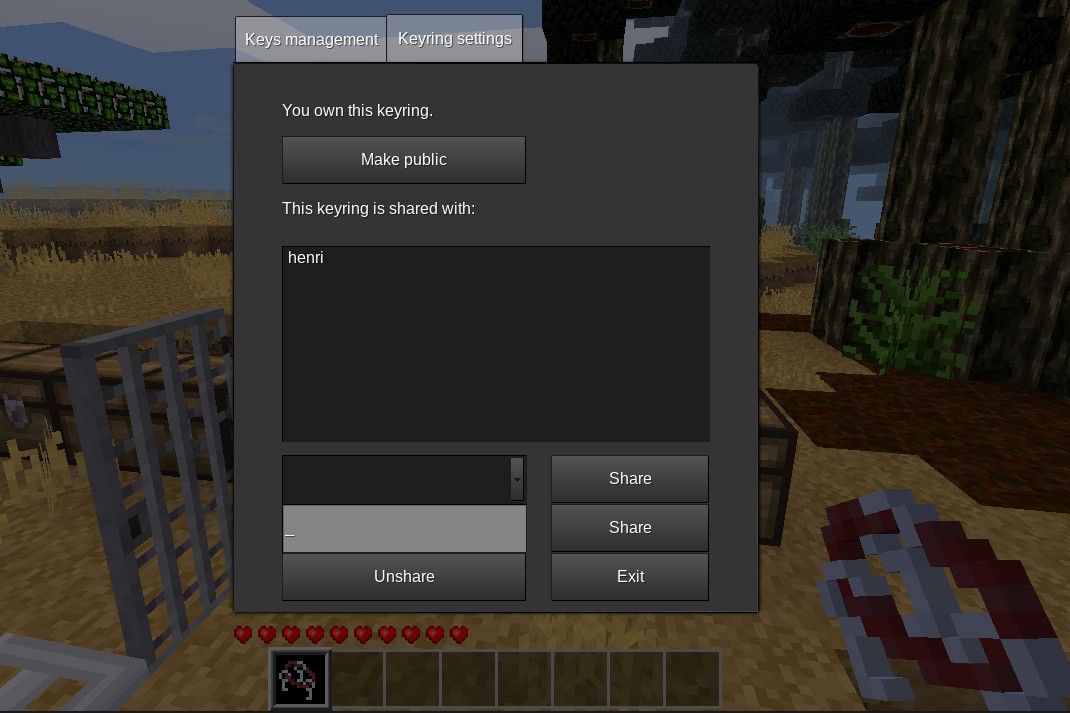 Keys management
Keyring settings
You own this keyring.
Make public
This keyring is shared with:
henri
Share
_
Share
Unshare
Exit